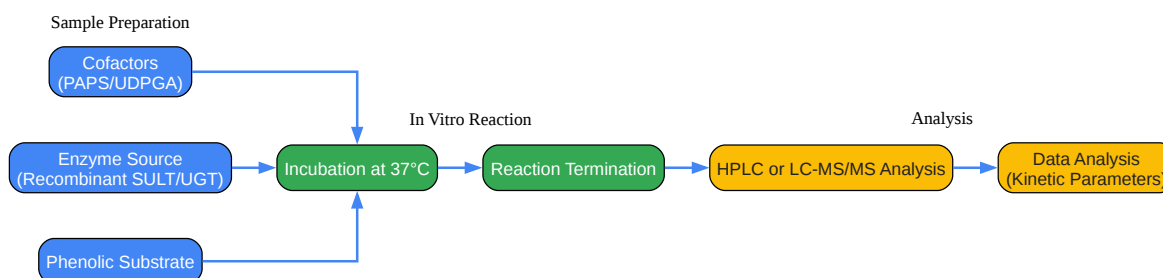 Sample Preparation
Cofactors
(PAPS/UDPGA)
In Vitro Reaction
Analysis
Enzyme Source
(Recombinant SULT/UGT)
Incubation at 37°C
Reaction Termination
HPLC or LC-MS/MS Analysis
Data Analysis
(Kinetic Parameters)
Phenolic Substrate